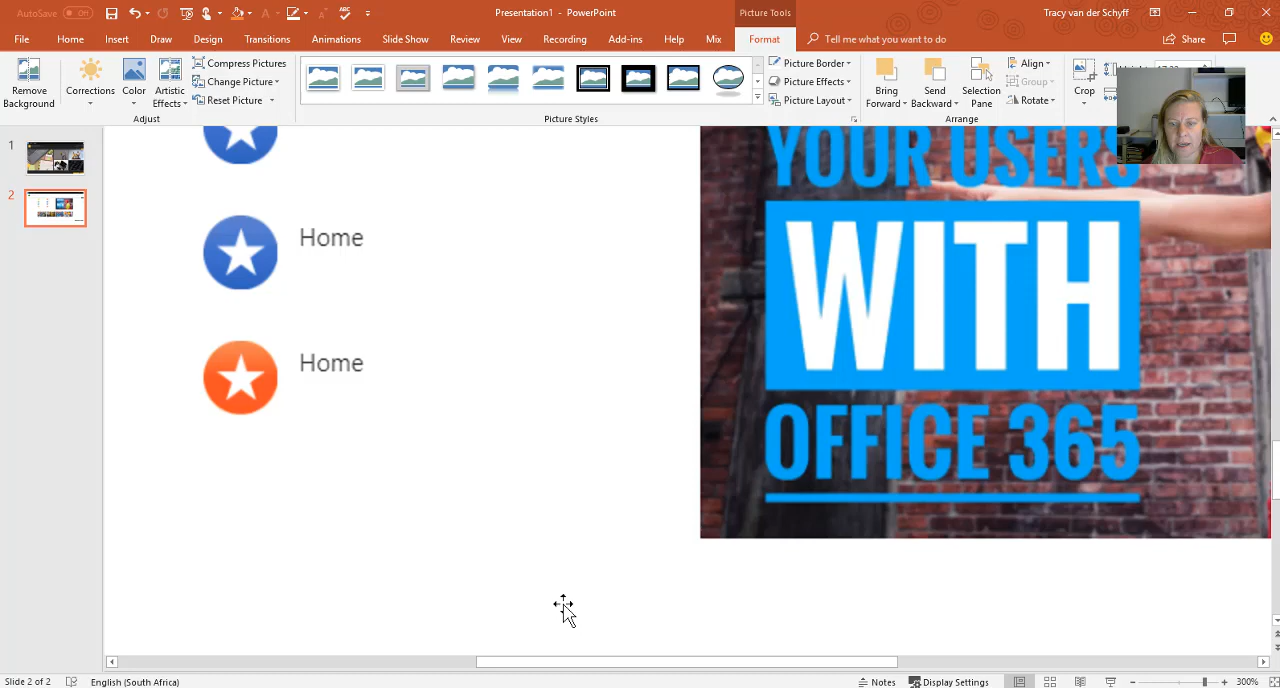 AutoSave Off Presentation1 - PowerPoint Picture Tools Tracy van der Schyff
File Home Insert Draw Design Transitions Animations Slide Show Review View Recording Add-ins Help Mix Format Tell me what you want to do Share
Remove Background Corrections Color Artistic Effects Compress Pictures Change Picture Reset Picture Picture Border Picture Effects Picture Layout Bring Forward Send Backward Selection Pane Align Group Rotate Crop
Adjust Picture Styles Arrange
1
2
YOUR USERS
Home
WITH
Home
OFFICE 365
Slide 2 of 2 English (South Africa) Notes Display Settings 300%